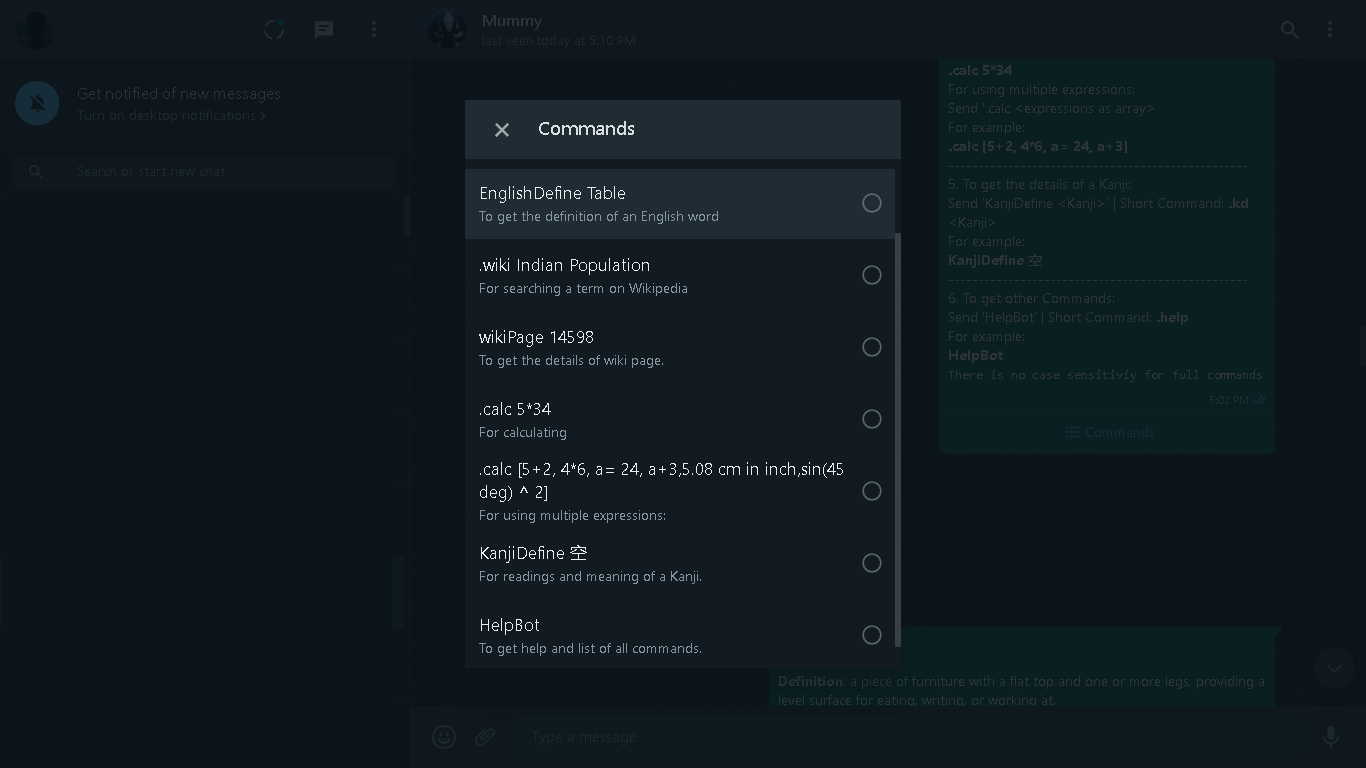 Mummy
last seen today at 5:10 PM
Get notified of new messages
Turn on desktop notifications >
Search or start new chat
.calc 5*34
For using multiple expressions:
Send '.calc <expressions as array>
For example:
.calc [5+2, 4*6, a= 24, a+3]
--------------------------------------------------
5. To get the details of a Kanji:
Send 'KanjiDefine <Kanji>' | Short Command: .kd
<Kanji>
For example:
KanjiDefine 空
--------------------------------------------------
6. To get other Commands:
Send 'HelpBot' | Short Command: .help
For example:
HelpBot
There is no case sensitiviy for full commands
5:02 PM
Commands
Commands
EnglishDefine Table
To get the definition of an English word
.wiki Indian Population
For searching a term on Wikipedia
wikiPage 14598
To get the details of wiki page.
.calc 5*34
For calculating
.calc [5+2, 4*6, a= 24, a+3,5.08 cm in inch,sin(45
deg) ^ 2]
For using multiple expressions:
KanjiDefine 空
For readings and meaning of a Kanji.
HelpBot
To get help and list of all commands.
Definition: a piece of furniture with a flat top and one or more legs, providing a
level surface for eating, writing, or working at.
Type a message